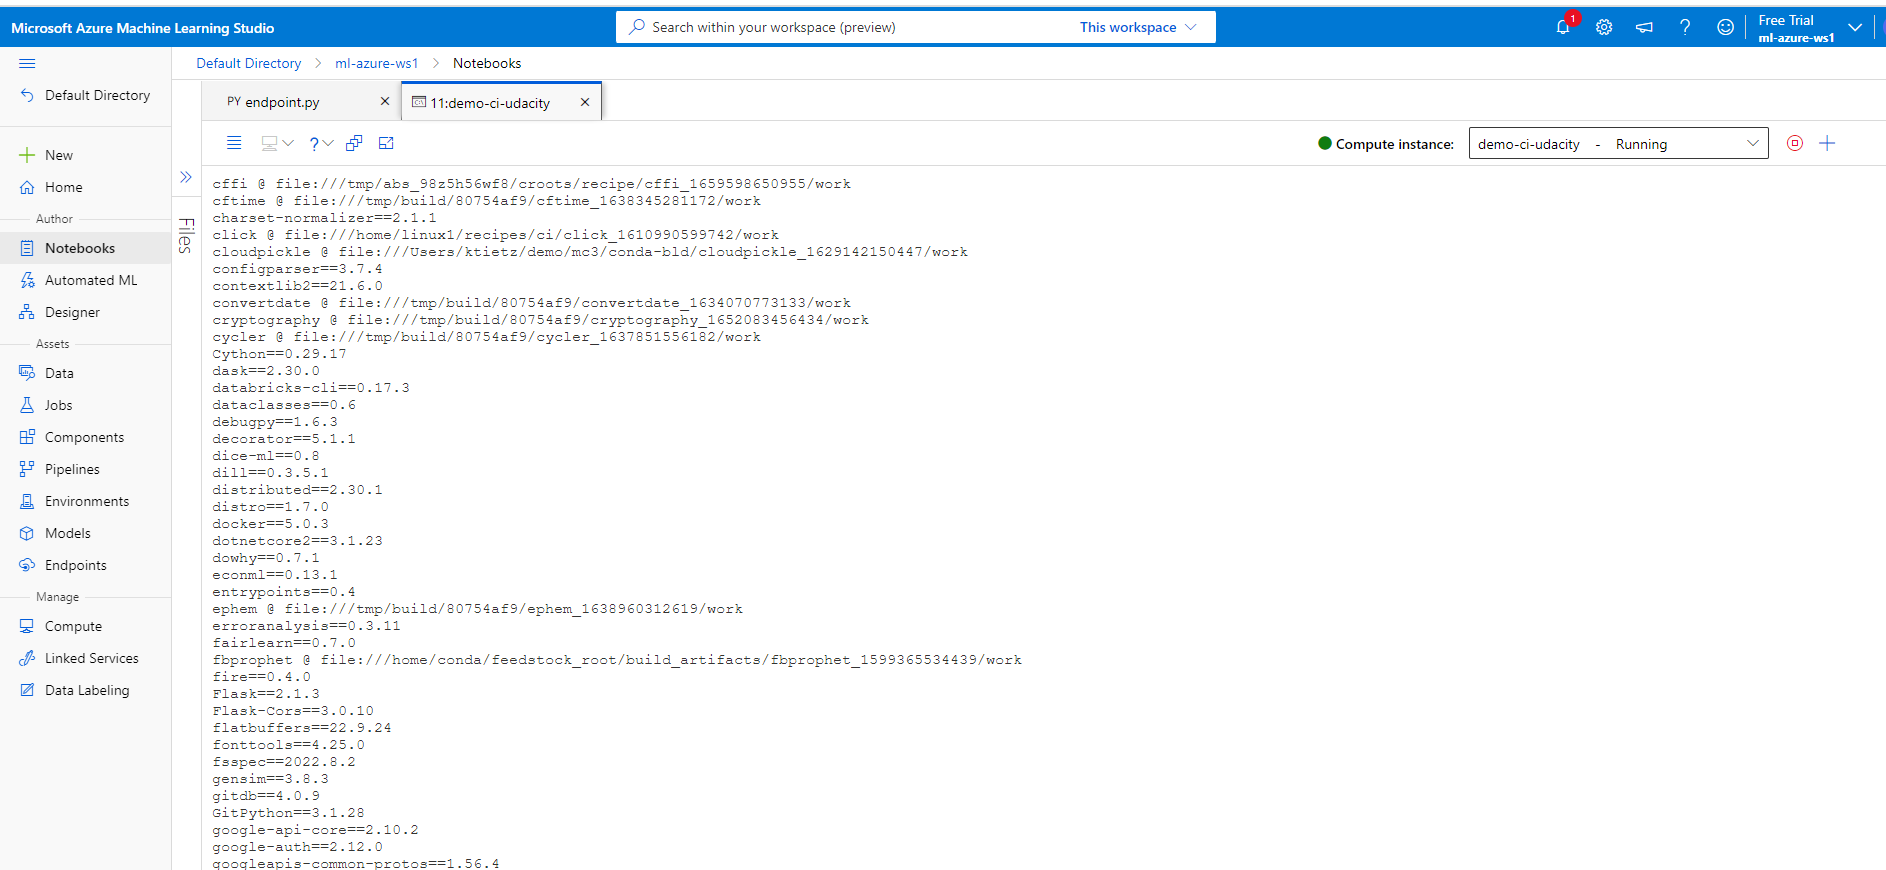 Microsoft Azure Machine Learning Studio
Search within your workspace (preview)
This workspace
1
Free Trial
ml-azure-ws1
Default Directory
ml-azure-ws1
Notebooks
Default Directory
New
Home
Author
Notebooks
Automated ML
Designer
Assets
Data
Jobs
Components
Pipelines
Environments
Models
Endpoints
Manage
Compute
Linked Services
Data Labeling
Files
PY endpoint.py
11:demo-ci-udacity
Compute instance:
demo-ci-udacity - Running
cffi @ file:///tmp/abs_98z5h56wf8/croots/recipe/cffi_1659598650955/work
cftime @ file:///tmp/build/80754af9/cftime_1638345281172/work
charset-normalizer==2.1.1
click @ file:///home/linux1/recipes/ci/click_1610990599742/work
cloudpickle @ file:///Users/ktietz/demo/mc3/conda-bld/cloudpickle_1629142150447/work
configparser==3.7.4
contextlib2==21.6.0
convertdate @ file:///tmp/build/80754af9/convertdate_1634070773133/work
cryptography @ file:///tmp/build/80754af9/cryptography_1652083456434/work
cycler @ file:///tmp/build/80754af9/cycler_1637851556182/work
Cython==0.29.17
dask==2.30.0
databricks-cli==0.17.3
dataclasses==0.6
debugpy==1.6.3
decorator==5.1.1
dice-ml==0.8
dill==0.3.5.1
distributed==2.30.1
distro==1.7.0
docker==5.0.3
dotnetcore2==3.1.23
dowhy==0.7.1
econml==0.13.1
entrypoints==0.4
ephem @ file:///tmp/build/80754af9/ephem_1638960312619/work
erroranalysis==0.3.11
fairlearn==0.7.0
fbprophet @ file:///home/conda/feedstock_root/build_artifacts/fbprophet_1599365534439/work
fire==0.4.0
Flask==2.1.3
Flask-Cors==3.0.10
flatbuffers==22.9.24
fonttools==4.25.0
fsspec==2022.8.2
gensim==3.8.3
gitdb==4.0.9
GitPython==3.1.28
google-api-core==2.10.2
google-auth==2.12.0
googleapis-common-protos==1.56.4